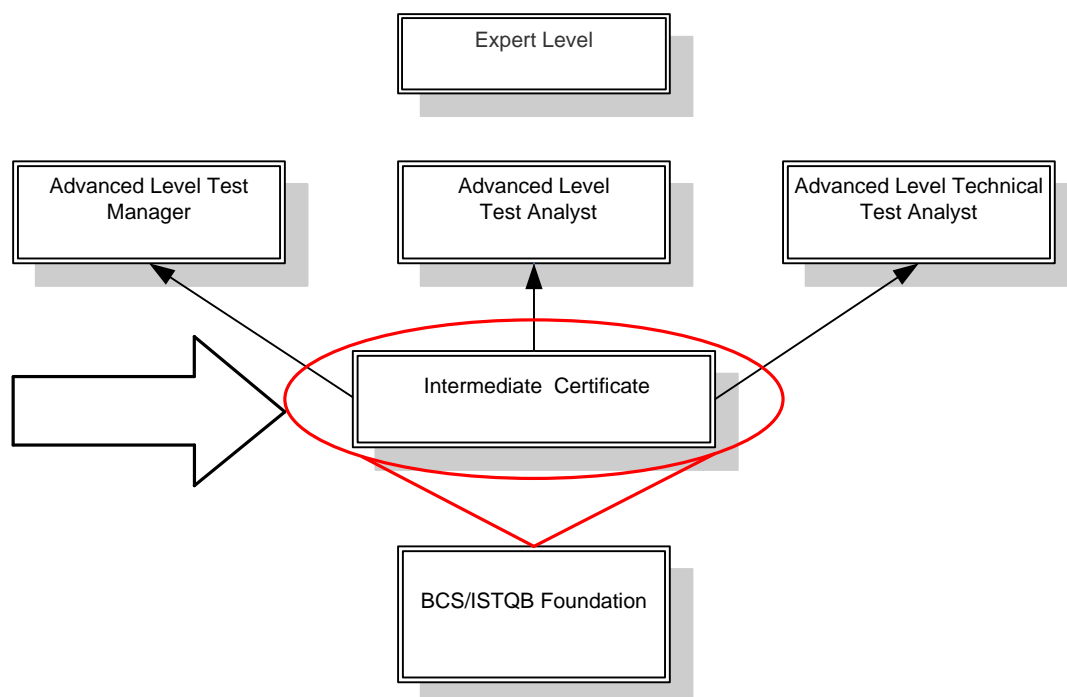 Expert Level
Advanced Level Test
Manager
Advanced Level
Test Analyst
Advanced Level Technical
Test Analyst
Intermediate  Certificate
BCS/ISTQB Foundation